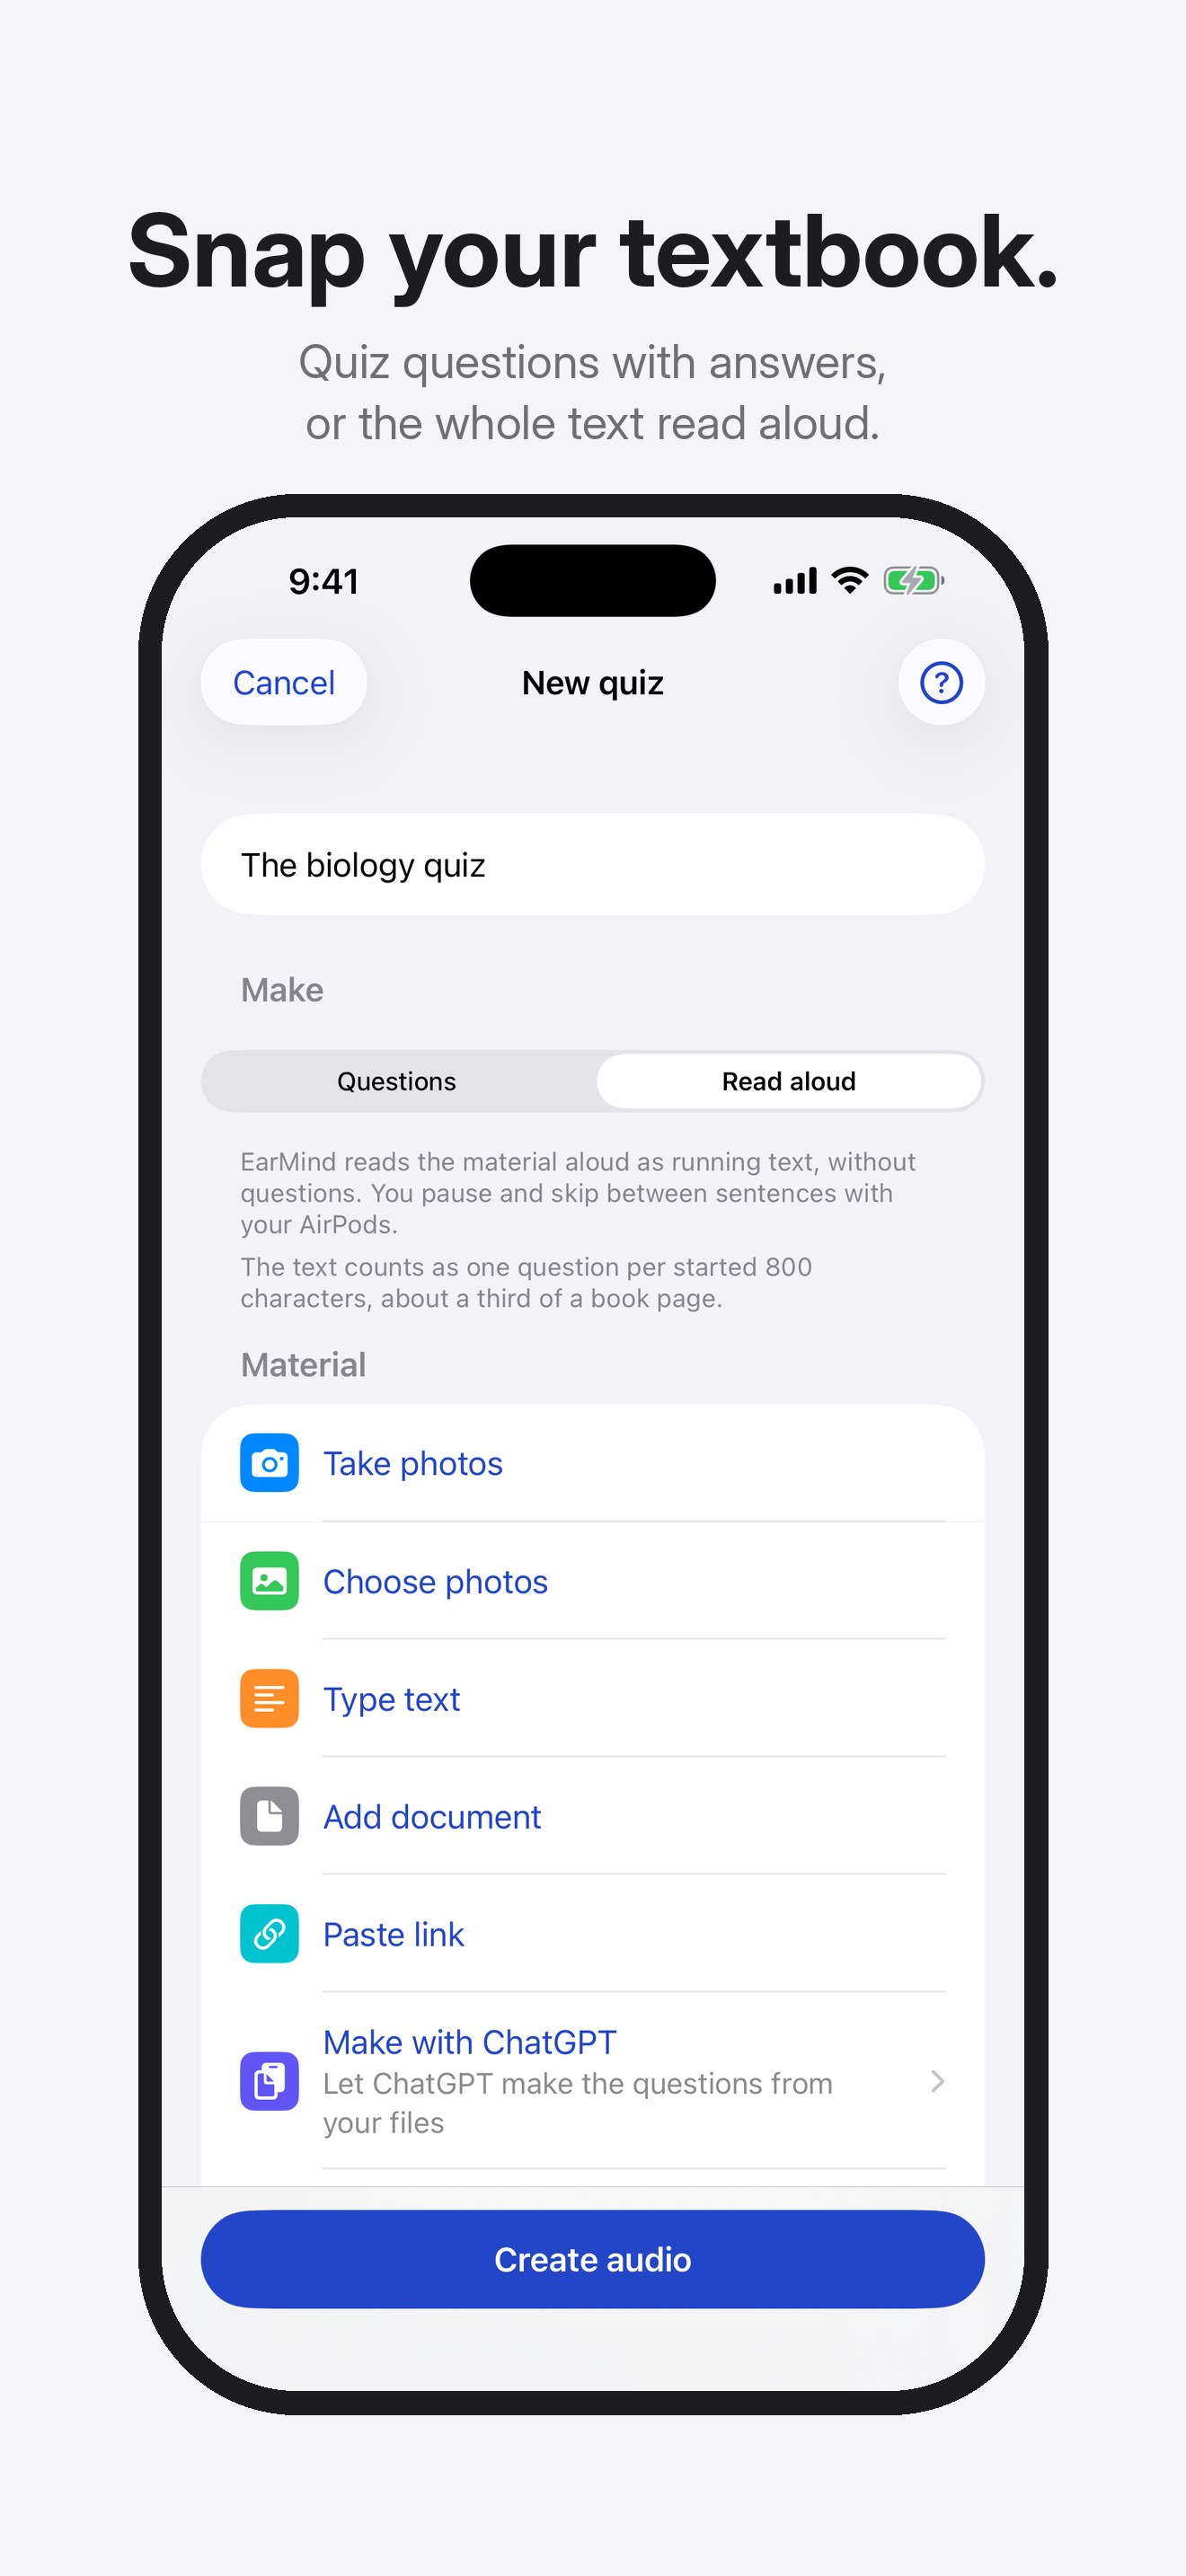 Snap your textbook.
Quiz questions with answers,
or the whole text read aloud.
9:41
Cancel
New quiz
?
The biology quiz
Make
Questions
Read aloud
EarMind reads the material aloud as running text, without
questions. You pause and skip between sentences with
your AirPods.
The text counts as one question per started 800
characters, about a third of a book page.
Material
Take photos
Choose photos
Type text
Add document
Paste link
Make with ChatGPT
Let ChatGPT make the questions from
your files
Create audio